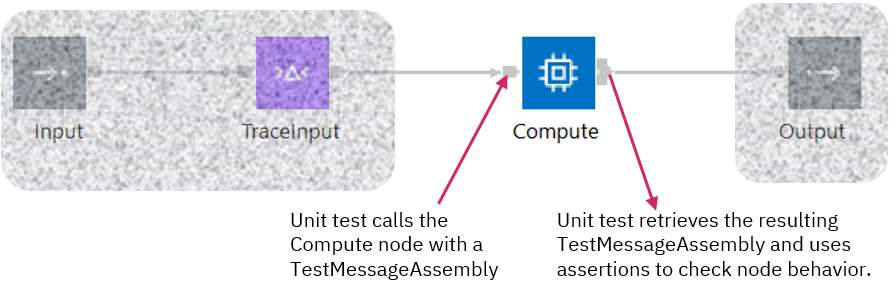 Input
TraceInput
Compute
Output
Unit test calls the
Compute node with a
TestMessageAssembly
Unit test retrieves the resulting
TestMessageAssembly and uses
assertions to check node behavior.